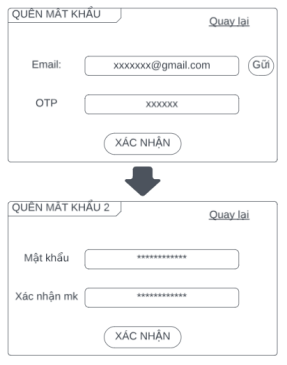 QUÊN MẬT KHẨU
Quay lại
Email: xxxxxxx@gmail.com Gửi
OTP xxxxxx
XÁC NHẬN
QUÊN MẬT KHẨU 2
Quay lại
Mật khẩu ************
Xác nhận mk ************
XÁC NHẬN